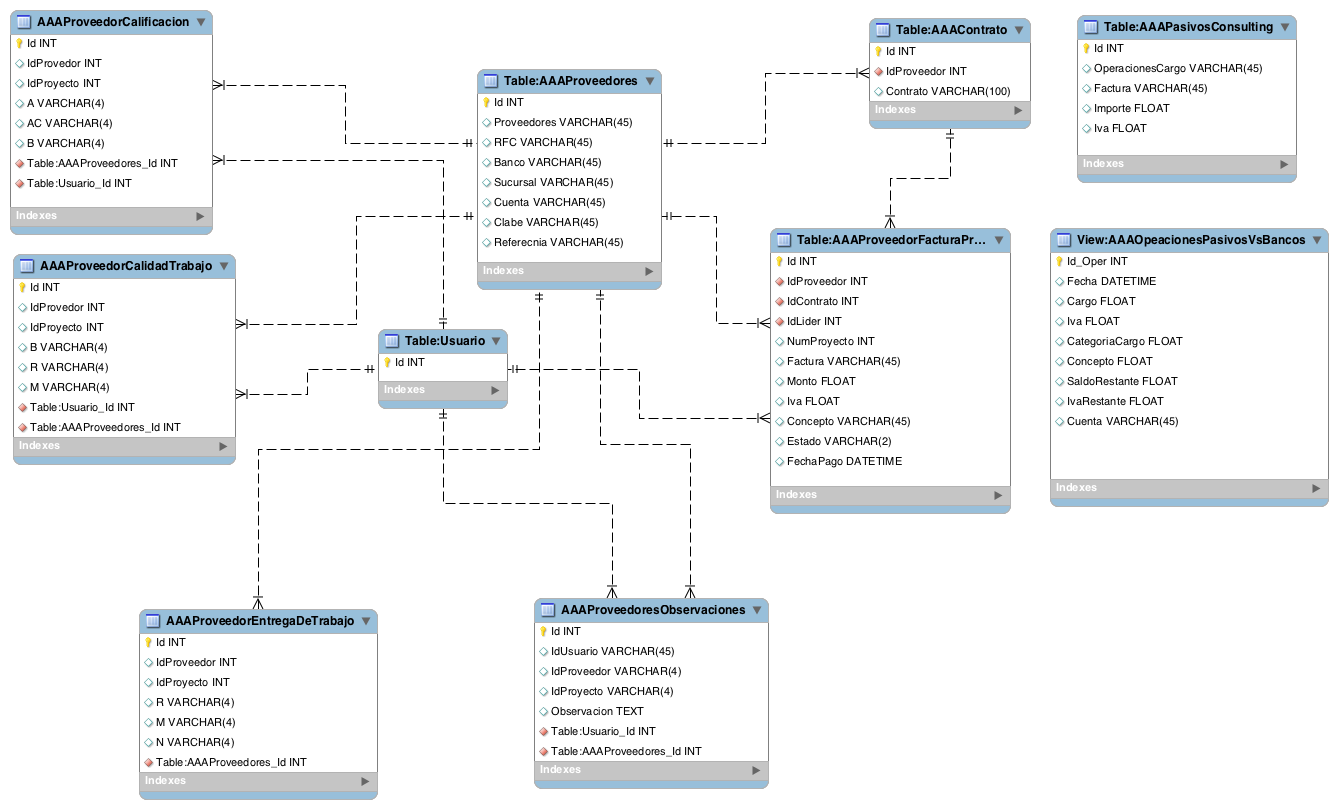 AAAProveedorCalificacion
Id INT
IdProvedor INT
IdProyecto INT
A VARCHAR(4)
AC VARCHAR(4)
B VARCHAR(4)
Table:AAAProveedores_Id INT
Table:Usuario_Id INT
Indexes
AAAProveedorCalidadTrabajo
Id INT
IdProvedor INT
IdProyecto INT
B VARCHAR(4)
R VARCHAR(4)
M VARCHAR(4)
Table:Usuario_Id INT
Table:AAAProveedores_Id INT
Indexes
Table:AAAProveedores
Id INT
Proveedores VARCHAR(45)
RFC VARCHAR(45)
Banco VARCHAR(45)
Sucursal VARCHAR(45)
Cuenta VARCHAR(45)
Clabe VARCHAR(45)
Referecnia VARCHAR(45)
Indexes
Table:Usuario
Id INT
Indexes
Table:AAAContrato
Id INT
IdProveedor INT
Contrato VARCHAR(100)
Indexes
Table:AAAPasivosConsulting
Id INT
OperacionesCargo VARCHAR(45)
Factura VARCHAR(45)
Importe FLOAT
Iva FLOAT
Indexes
Table:AAAProveedorFacturaPr...
Id INT
IdProveedor INT
IdContrato INT
IdLider INT
NumProyecto INT
Factura VARCHAR(45)
Monto FLOAT
Iva FLOAT
Concepto VARCHAR(45)
Estado VARCHAR(2)
FechaPago DATETIME
Indexes
View:AAAOpeacionesPasivosVsBancos
Id_Oper INT
Fecha DATETIME
Cargo FLOAT
Iva FLOAT
CategoriaCargo FLOAT
Concepto FLOAT
SaldoRestante FLOAT
IvaRestante FLOAT
Cuenta VARCHAR(45)
Indexes
AAAProveedorEntregaDeTrabajo
Id INT
IdProveedor INT
IdProyecto INT
R VARCHAR(4)
M VARCHAR(4)
N VARCHAR(4)
Table:AAAProveedores_Id INT
Indexes
AAAProveedoresObservaciones
Id INT
IdUsuario VARCHAR(45)
IdProveedor VARCHAR(4)
IdProyecto VARCHAR(4)
Observacion TEXT
Table:Usuario_Id INT
Table:AAAProveedores_Id INT
Indexes